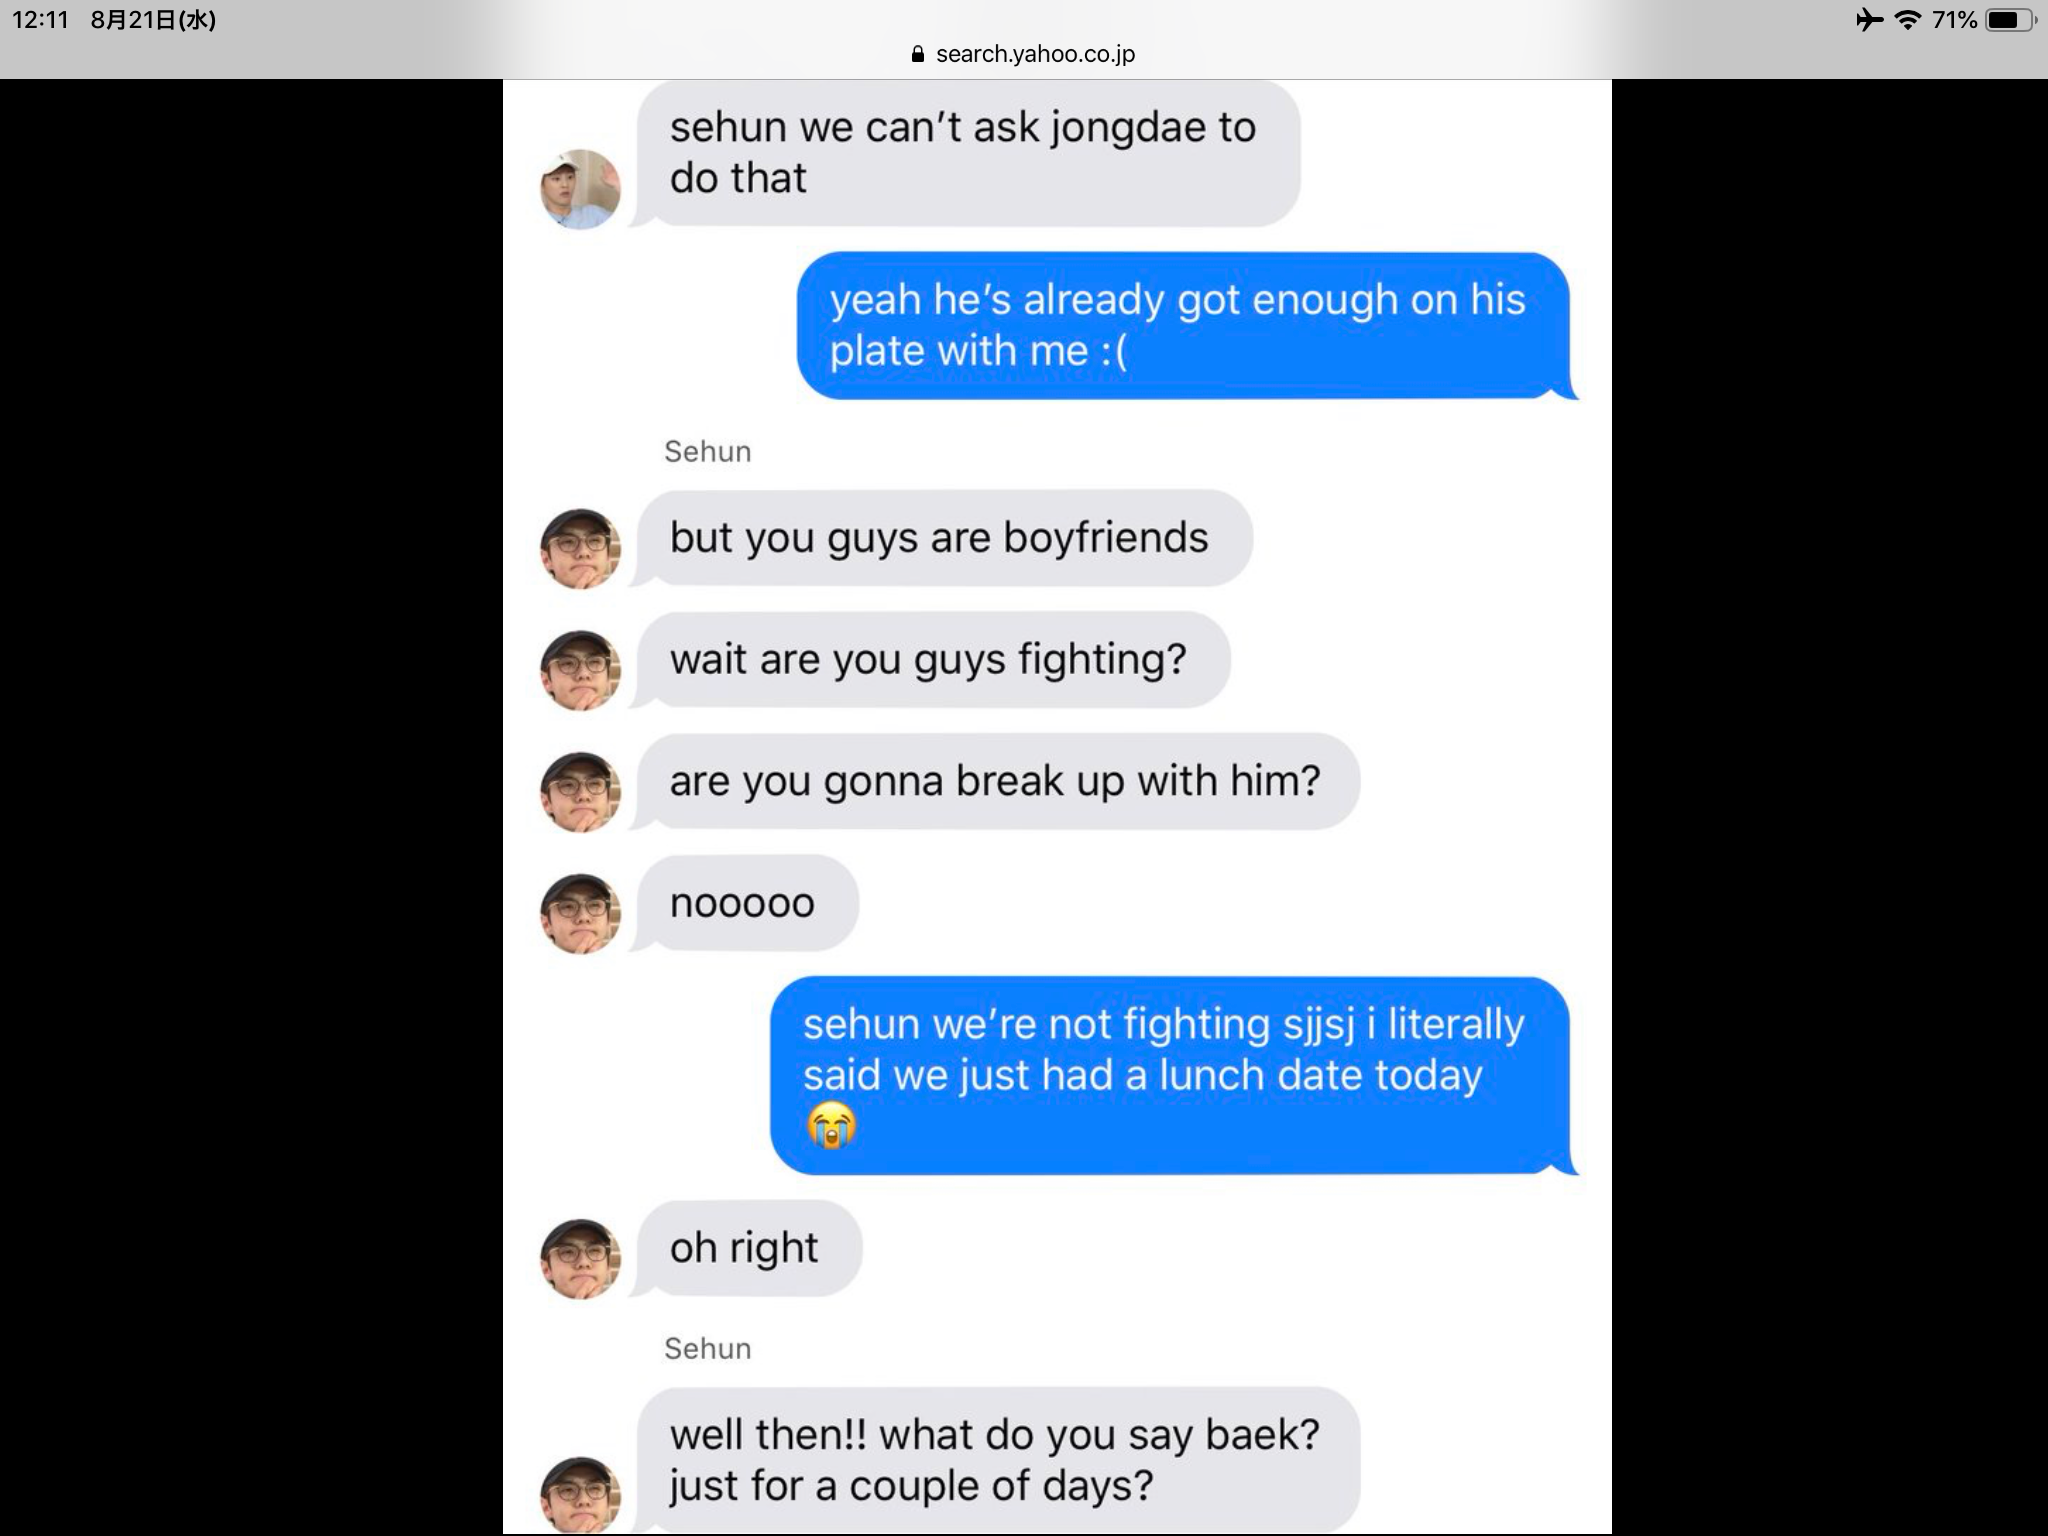 12:11 8月21日(水)
71%
search.yahoo.co.jp
sehun we can’t ask jongdae to
do that
yeah he’s already got enough on his
plate with me :(
Sehun
but you guys are boyfriends
wait are you guys fighting?
are you gonna break up with him?
nooooo
sehun we’re not fighting sjjsj i literally
said we just had a lunch date today
😭
oh right
Sehun
well then!! what do you say baek?
just for a couple of days?